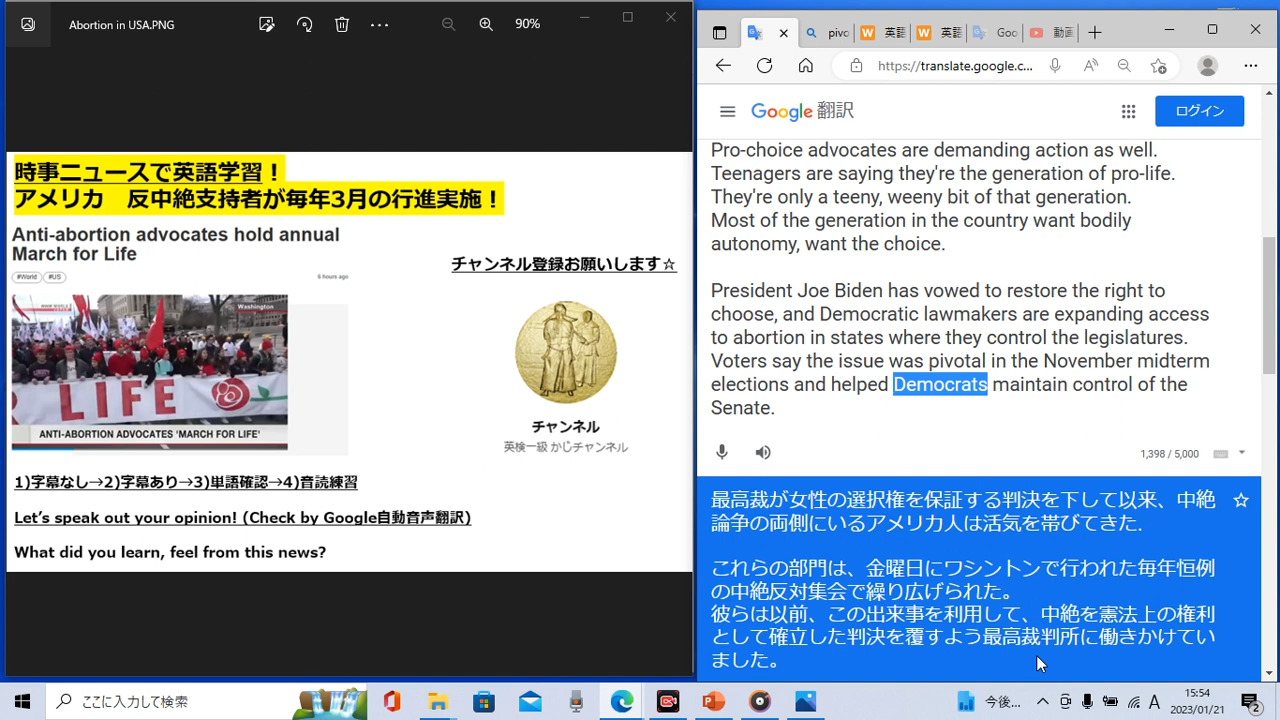 Abortion in USA.PNG
90%
時事ニュースで英語学習！
アメリカ　反中絶支持者が毎年3月の行進実施！
Anti-abortion advocates hold annual
March for Life
#World
#US
6 hours ago
Washington
LIFE
ANTI-ABORTION ADVOCATES 'MARCH FOR LIFE'
チャンネル登録お願いします☆
チャンネル
英検一級 かじチャンネル
1)字幕なし→2)字幕あり→3)単語確認→4)音読練習
Let's speak out your opinion! (Check by Google自動音声翻訳)
What did you learn, feel from this news?
pivo
英語
英語
Goo
動画
https://translate.google.c...
Google 翻訳
ログイン
Pro-choice advocates are demanding action as well.
Teenagers are saying they're the generation of pro-life.
They're only a teeny, weeny bit of that generation.
Most of the generation in the country want bodily
autonomy, want the choice.
President Joe Biden has vowed to restore the right to
choose, and Democratic lawmakers are expanding access
to abortion in states where they control the legislatures.
Voters say the issue was pivotal in the November midterm
elections and helped Democrats maintain control of the
Senate.
1,398 / 5,000
最高裁が女性の選択権を保証する判決を下して以来、中絶
論争の両側にいるアメリカ人は活気を帯びてきた.
これらの部門は、金曜日にワシントンで行われた毎年恒例
の中絶反対集会で繰り広げられた。
彼らは以前、この出来事を利用して、中絶を憲法上の権利
として確立した判決を覆すよう最高裁判所に働きかけてい
ました。
ここに入力して検索
今後...
A
15:54
2023/01/21
2